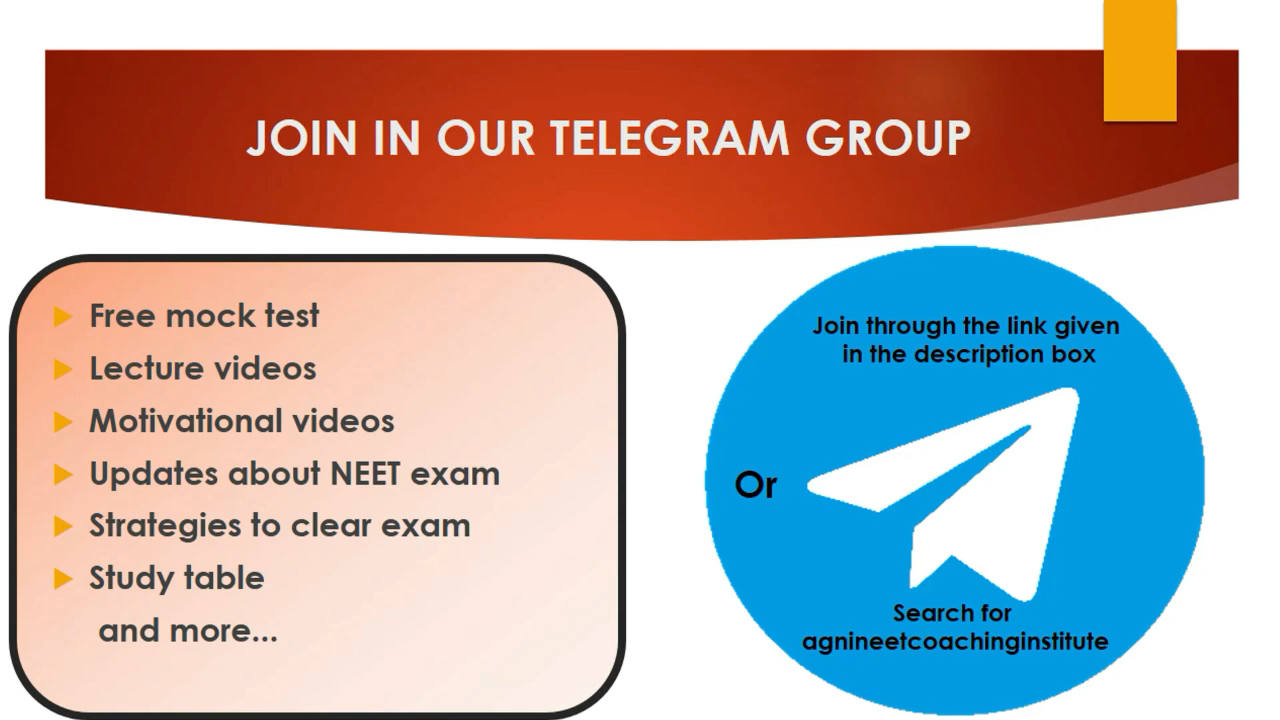 JOIN IN OUR TELEGRAM GROUP
Free mock test
Lecture videos
Motivational videos
Updates about NEET exam
Strategies to clear exam
Study table
and more...
Join through the link given
in the description box
Or
Search for
agnineetcoachinginstitute